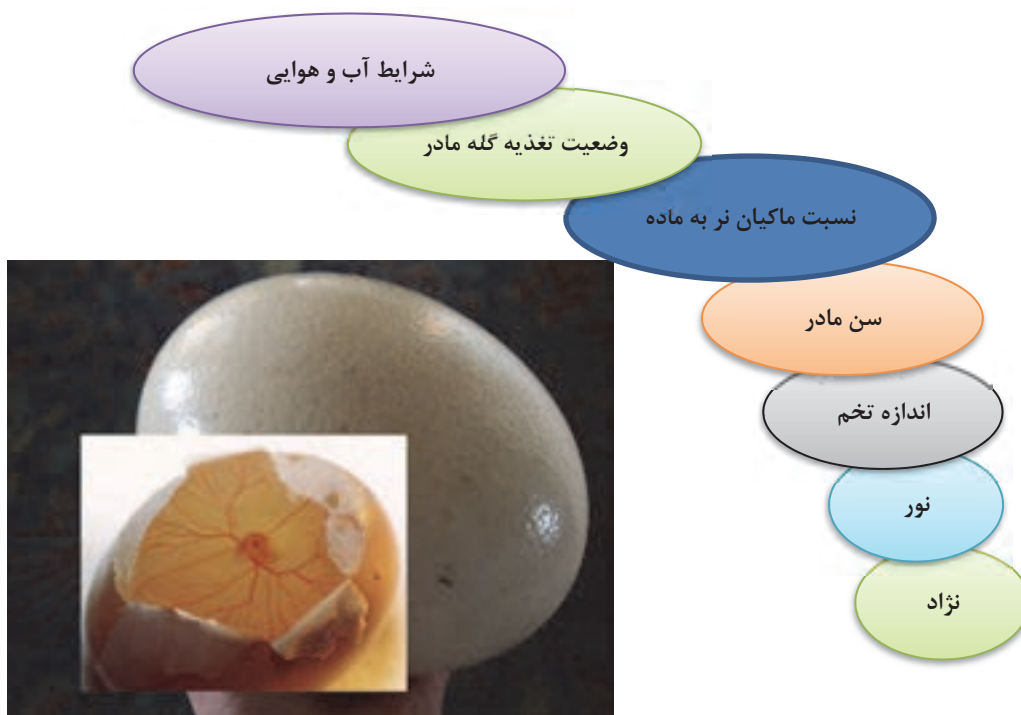 شرایط آب و هوایی
وضعیت تغذیه گله مادر
نسبت ماکیان نر به ماده
سن مادر
اندازه تخم
نور
نژاد